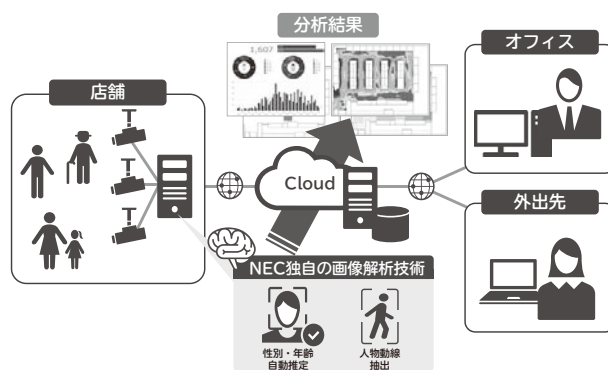 分析結果
1,607
オフィス
店舗
Cloud
外出先
NEC独自の画像解析技術
性別・年齢
自動推定
人物動線
抽出